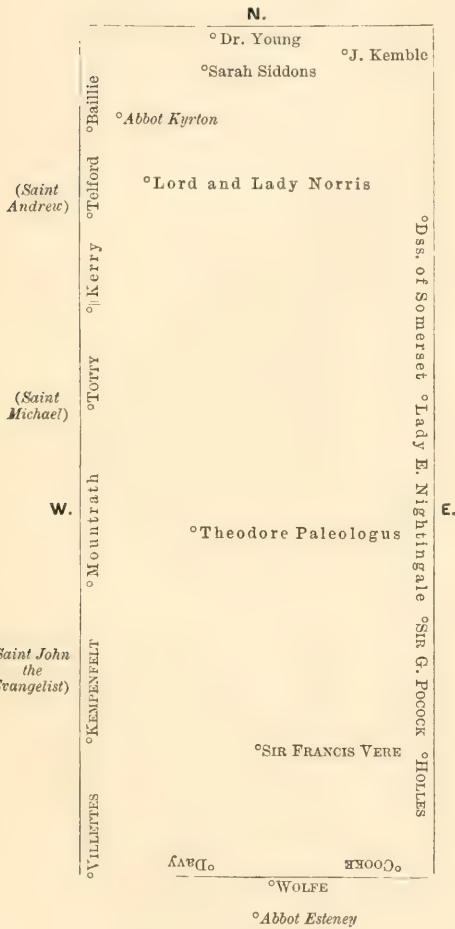 N.
°Dr. Young
°J. Kemble
°Sarah Siddons
°Baillie
°Abbot Kyrton
°Telford
°Lord and Lady Norris
(Saint
Andrew)
°Kerry
°Dss. of Somerset
°TOTTY
(Saint
Michael)
°Lady E. Nightingale
W.
E.
°Mountrath
°Theodore Paleologus
Saint John
the
Evangelist)
°KEMPENFELT
°SIR G. POCOCK
°SIR FRANCIS VERE
°HOLLES
°VILLETTES
°DAVY
°COOKE
°WOLFE
°Abbot Esteney